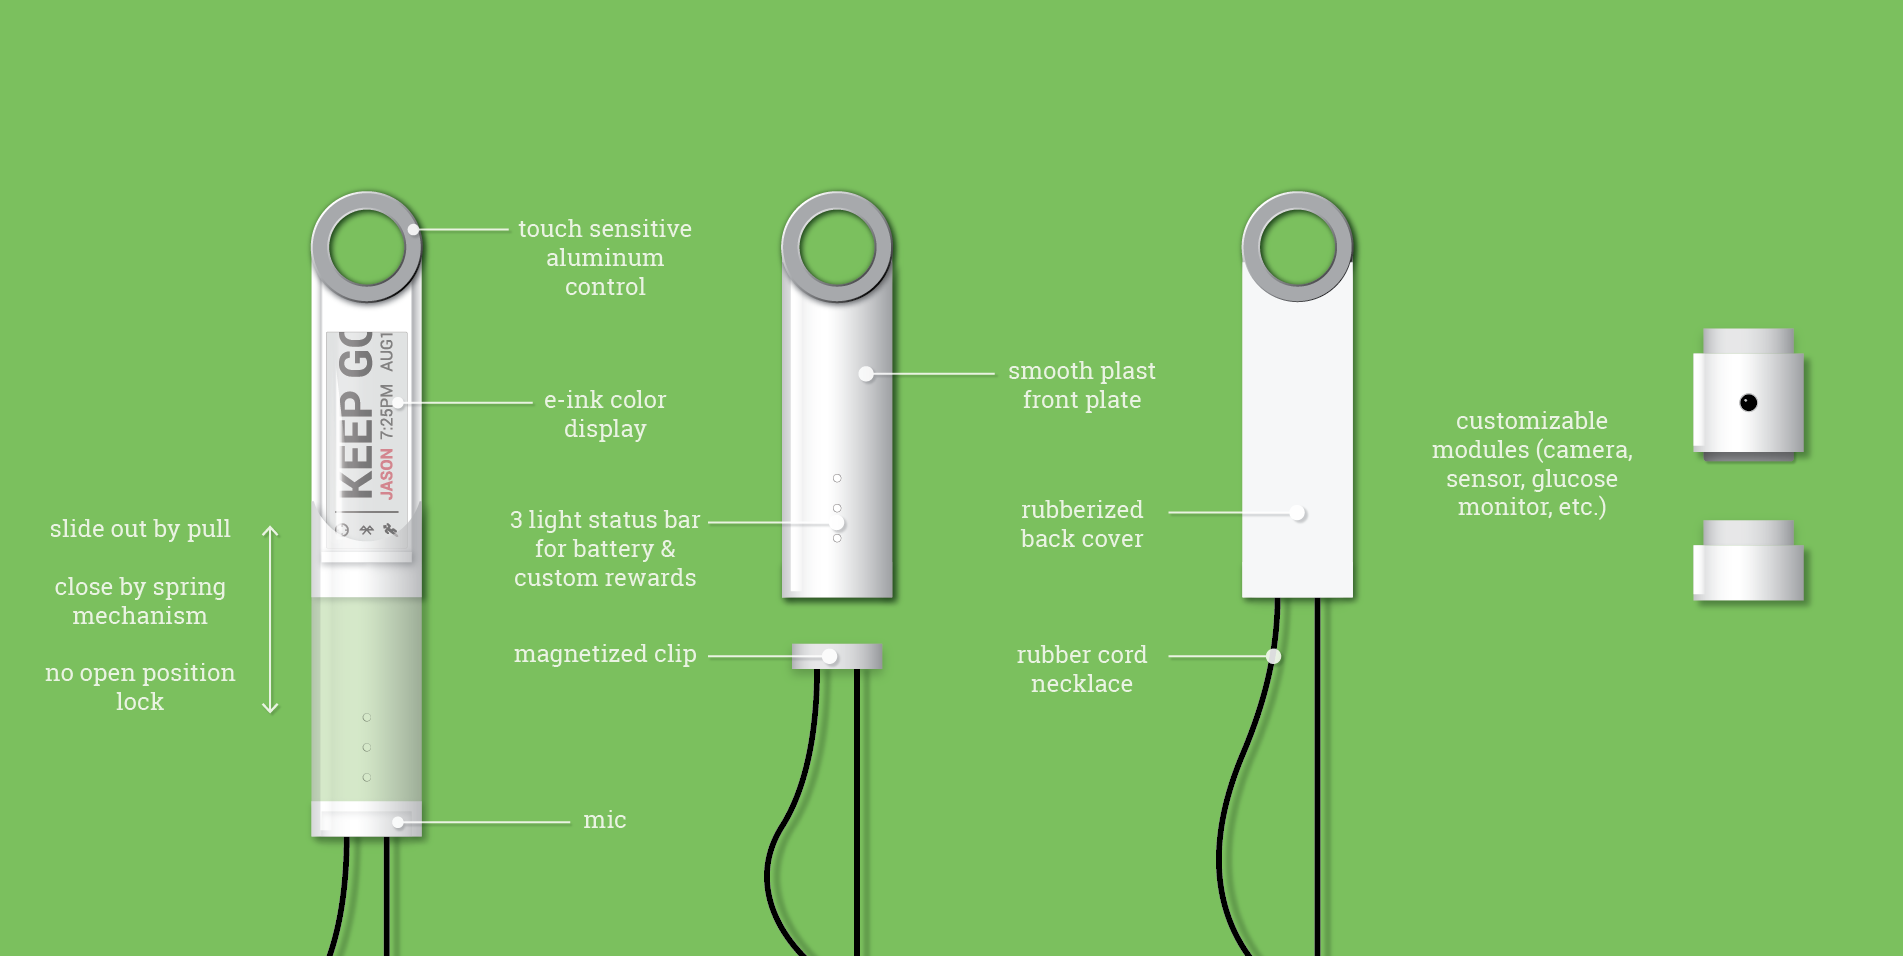 touch sensitive
aluminum
control
KEEP GO
JASON 7:25PM AUG1
e-ink color
display
slide out by pull
close by spring
mechanism
no open position
lock
mic
3 light status bar
for battery &
custom rewards
magnetized clip
smooth plast
front plate
rubberized
back cover
rubber cord
necklace
customizable
modules (camera,
sensor, glucose
monitor, etc.)